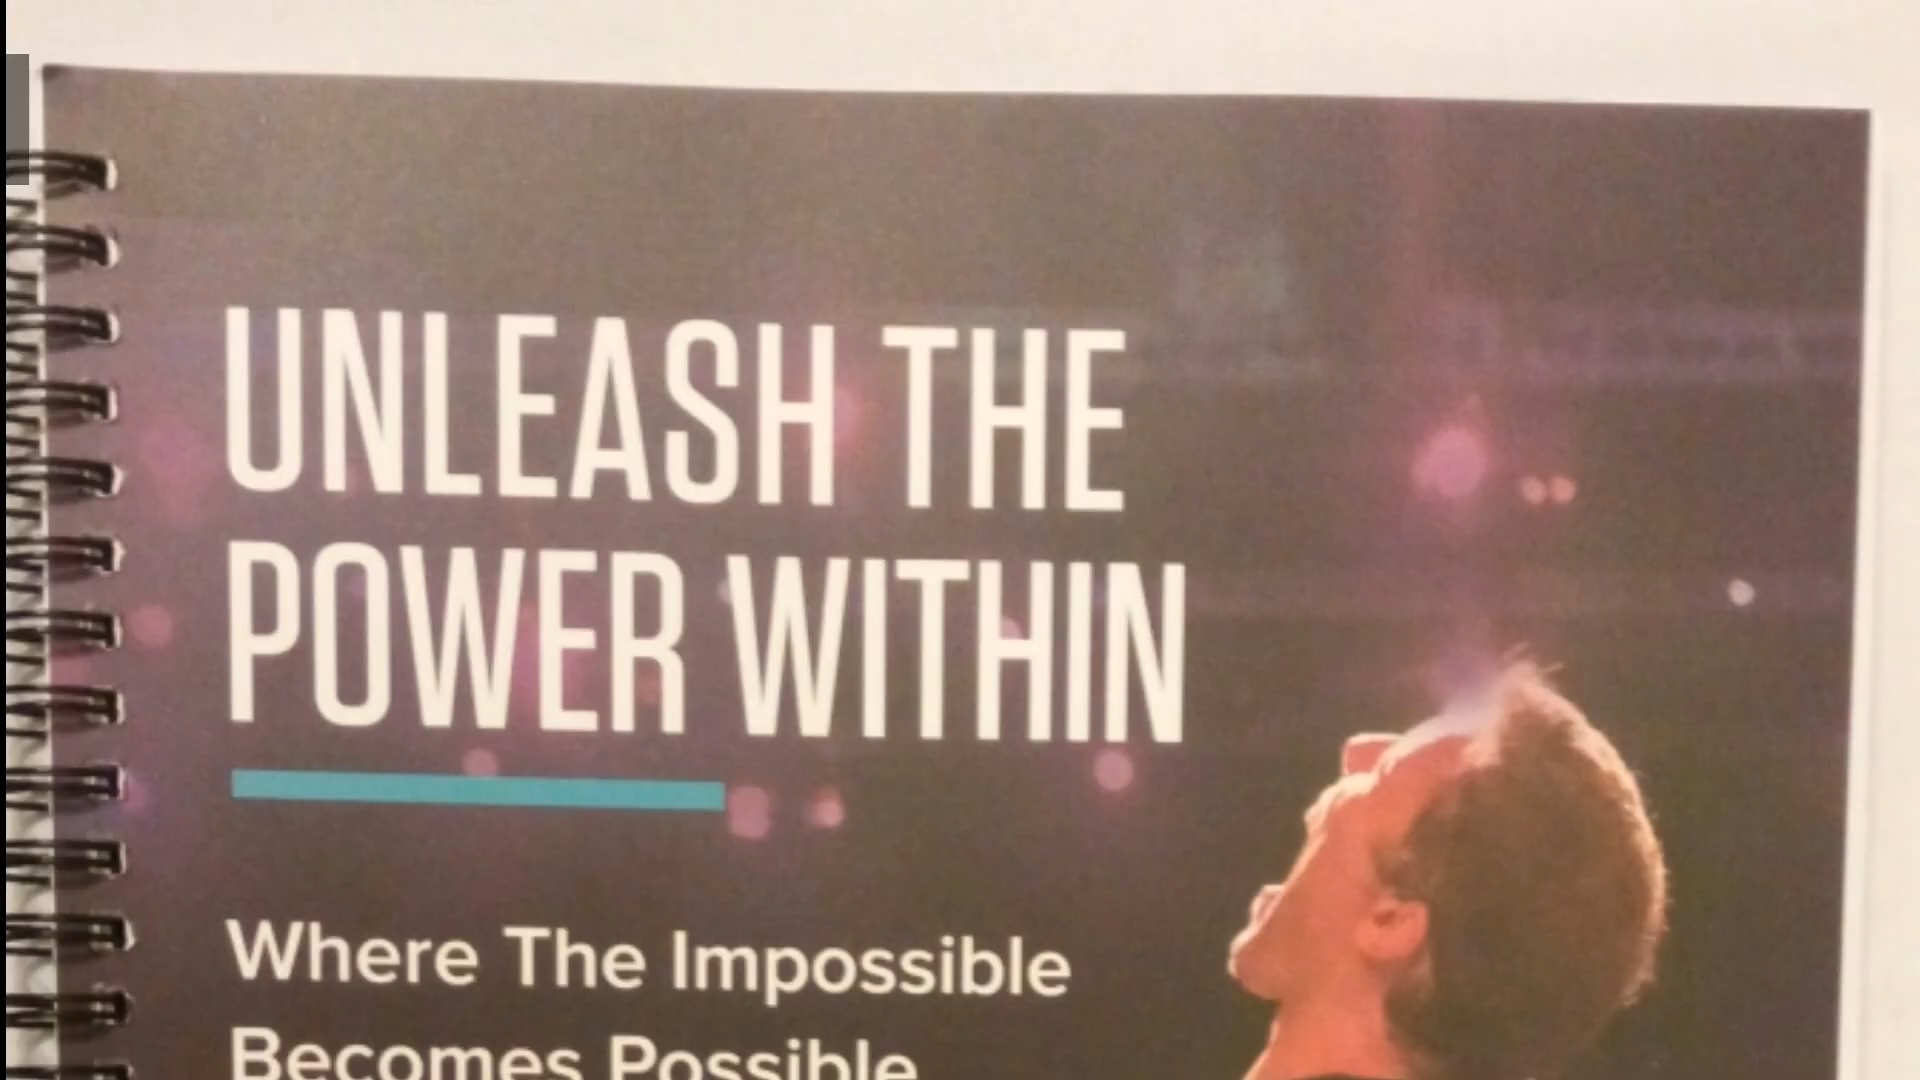 UNLEASH THE
POWER WITHIN
Where The Impossible
Becomes Possible